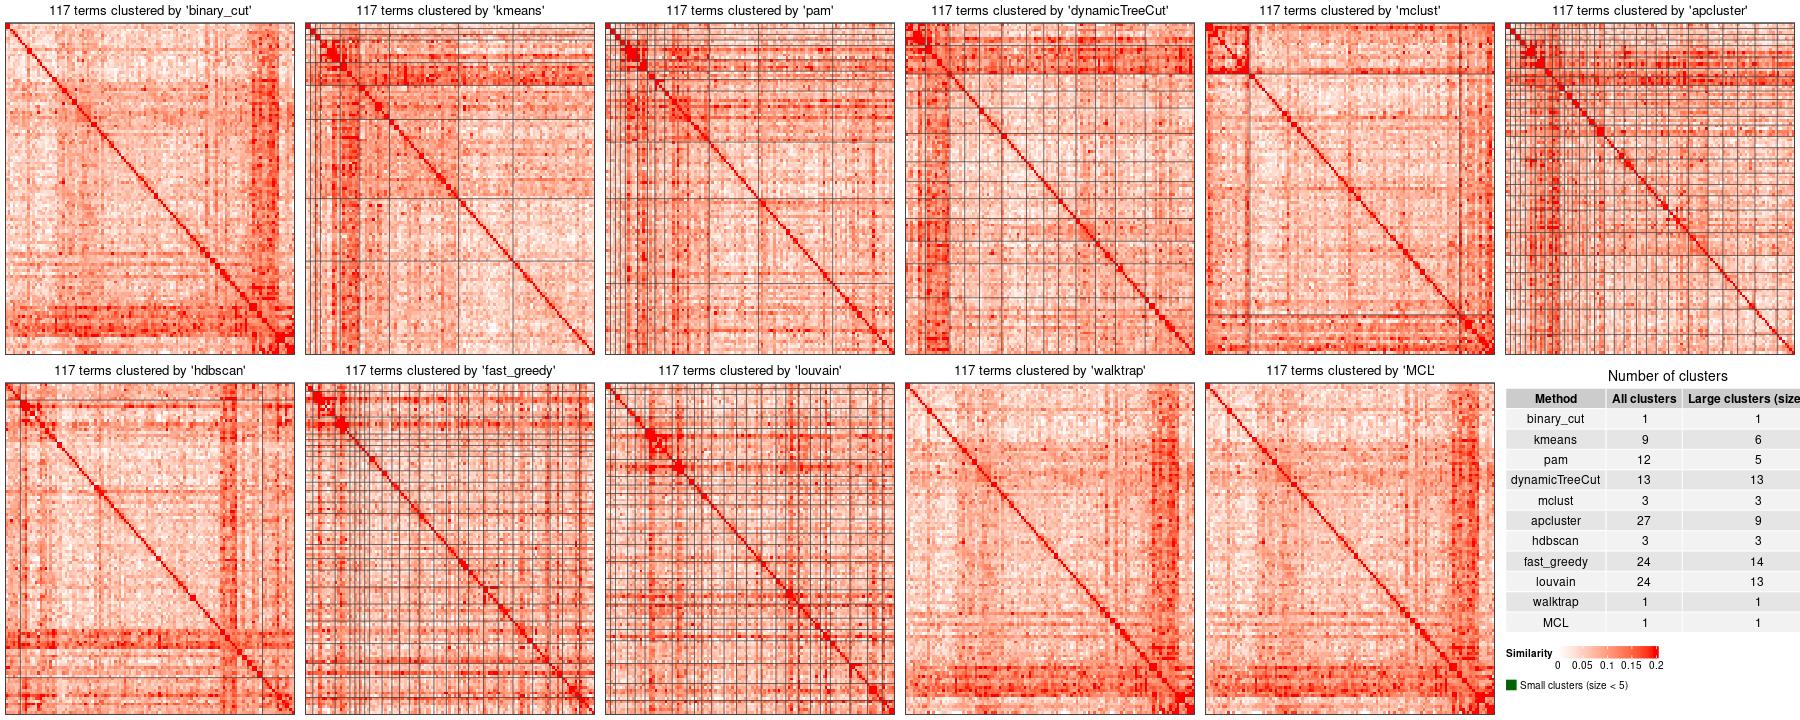 117 terms clustered by 'binary_cut'
117 terms clustered by 'kmeans'
117 terms clustered by 'pam'
117 terms clustered by 'dynamicTreeCut'
117 terms clustered by 'mclust'
117 terms clustered by 'apcluster'
117 terms clustered by 'hdbscan'
117 terms clustered by 'fast_greedy'
117 terms clustered by 'louvain'
117 terms clustered by 'walktrap'
117 terms clustered by 'MCL'
Number of clusters
Method All clusters Large clusters (size
binary_cut 1 1
kmeans 9 6
pam 12 5
dynamicTreeCut 13 13
mclust 3 3
apcluster 27 9
hdbscan 3 3
fast_greedy 24 14
louvain 24 13
walktrap 1 1
MCL 1 1
Similarity
0 0.05 0.1 0.15 0.2
Small clusters (size < 5)